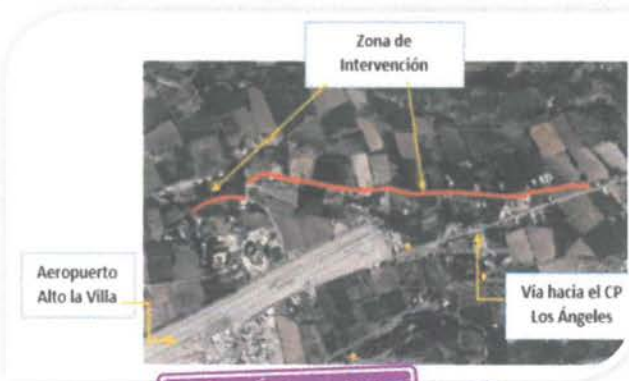 Zona de
Intervención
Aeropuerto
Alto la Villa
Vía hacia el CP
Los Ángeles